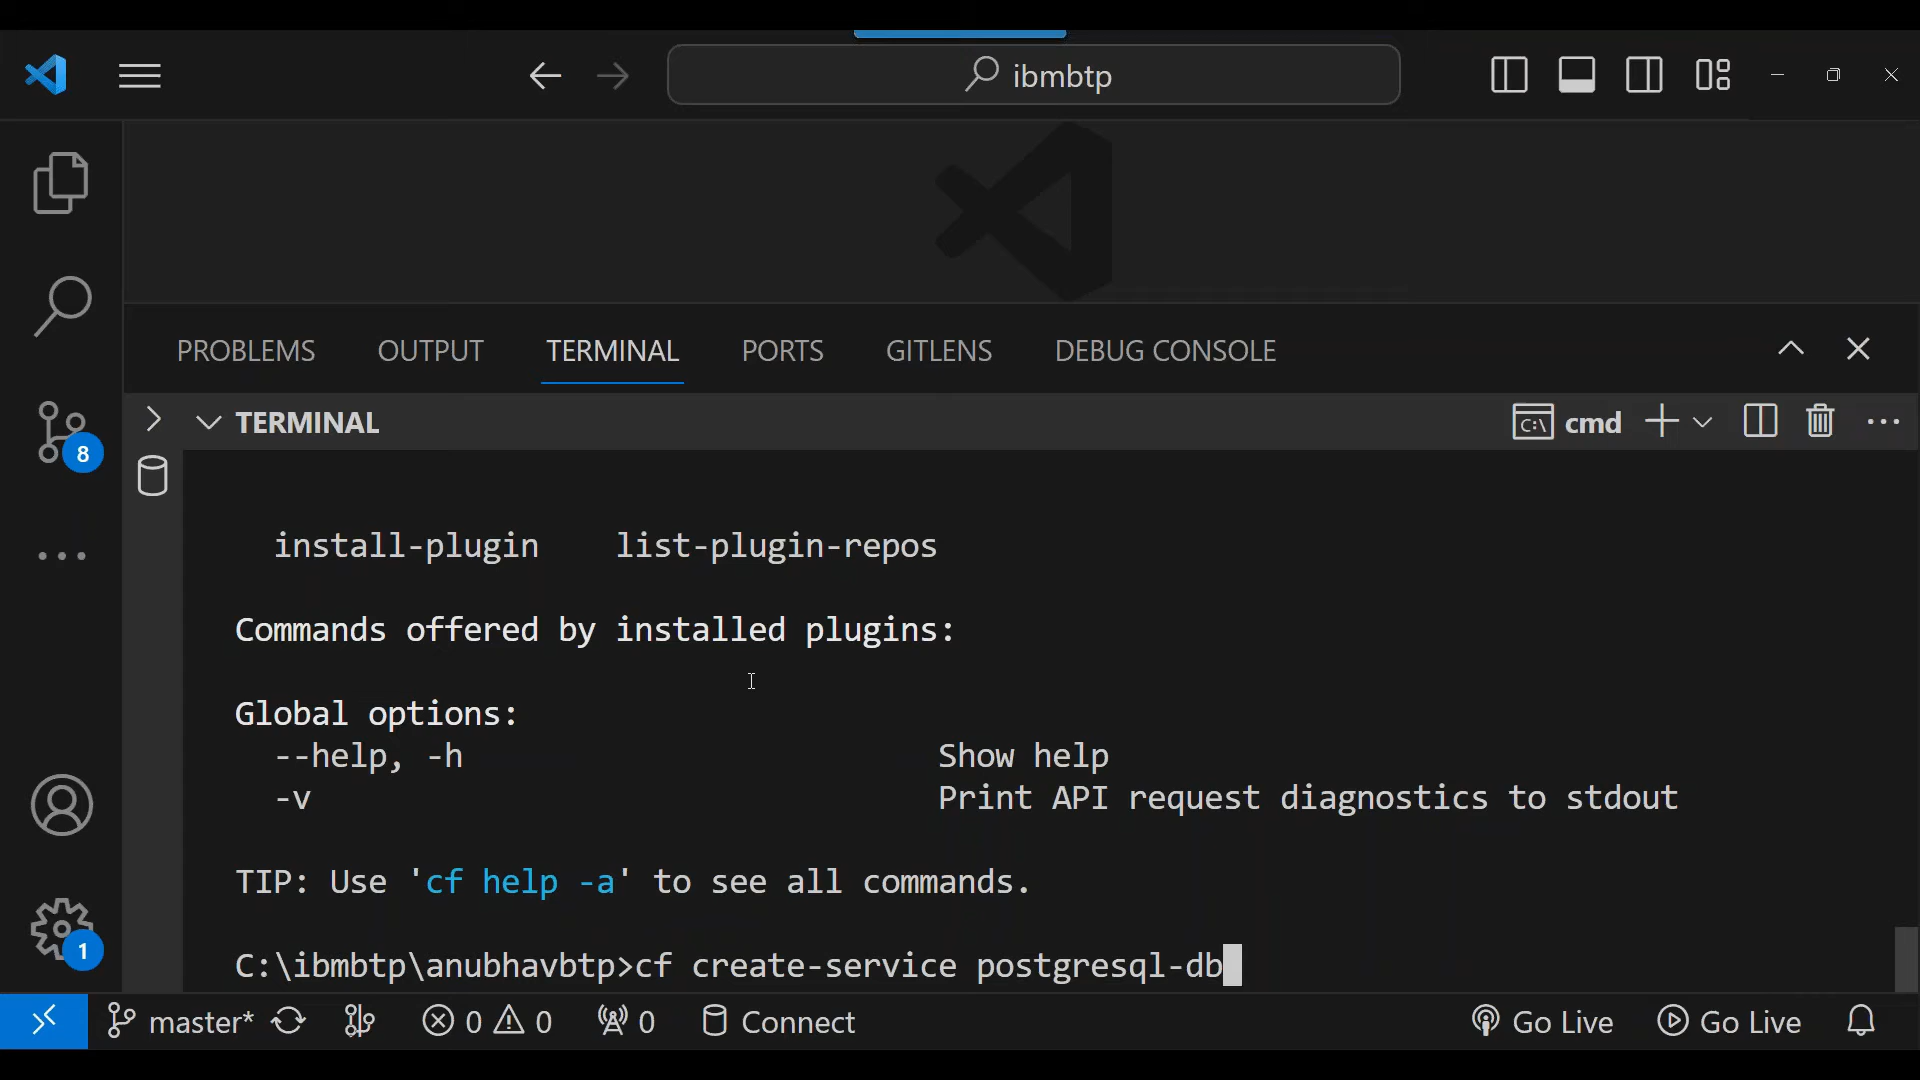 ibmbtp
PROBLEMS OUTPUT TERMINAL PORTS GITLENS DEBUG CONSOLE
TERMINAL
cmd
install-plugin list-plugin-repos
Commands offered by installed plugins:
Global options:
--help, -h Show help
-v Print API request diagnostics to stdout
TIP: Use 'cf help -a' to see all commands.
C:\ibmbtp\anubhavbtp>cf create-service postgresql-db
8
1
master* 0 0 0 Connect Go Live Go Live